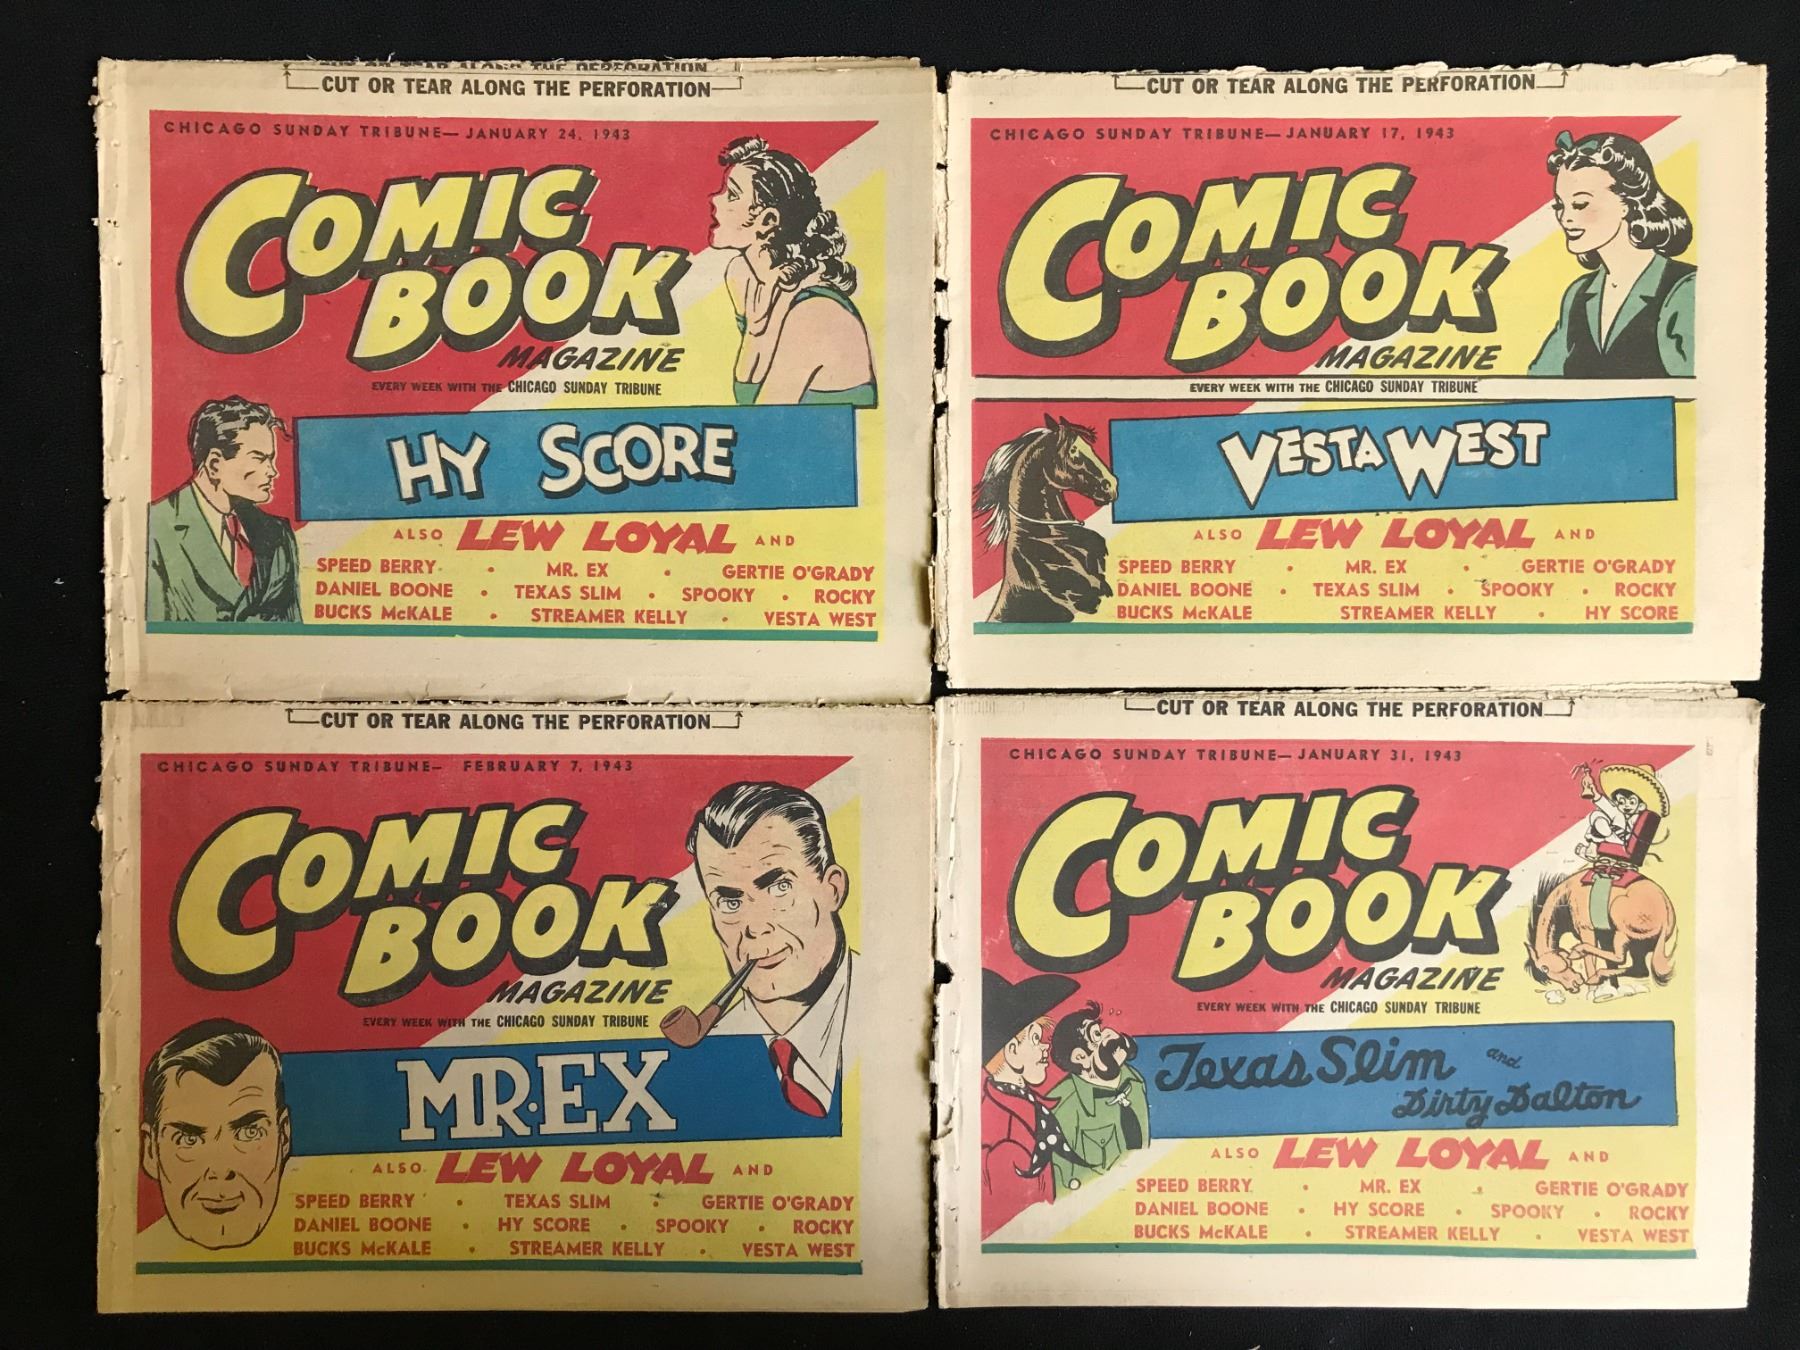 CUT OR TEAR ALONG THE PERFORATION
CUT OR TEAR ALONG THE PERFORATION
CHICAGO SUNDAY TRIBUNE— JANUARY 24, 1943
COMIC
BOOK
MAGAZINE
EVERY WEEK WITH THE CHICAGO SUNDAY TRIBUNE
HY SCORE
ALSO LEW LOYAL AND
SPEED BERRY • MR. EX • GERTIE O'GRADY
DANIEL BOONE • TEXAS SLIM • SPOOKY • ROCKY
BUCKS McKALE • STREAMER KELLY • VESTA WEST
CUT OR TEAR ALONG THE PERFORATION
CHICAGO SUNDAY TRIBUNE— JANUARY 17, 1943
COMIC
BOOK
MAGAZINE
EVERY WEEK WITH THE CHICAGO SUNDAY TRIBUNE
VESTA WEST
ALSO LEW LOYAL AND
SPEED BERRY • MR. EX • GERTIE O'GRADY
DANIEL BOONE • TEXAS SLIM • SPOOKY • ROCKY
BUCKS McKALE STREAMER KELLY • HY SCORE
CUT OR TEAR ALONG THE PERFORATION
CHICAGO SUNDAY TRIBUNE— FEBRUARY 7, 1943
COMIC
BOOK
MAGAZINE
EVERY WEEK WITH THE CHICAGO SUNDAY TRIBUNE
MR. EX
ALSO LEW LOYAL AND
SPEED BERRY • TEXAS SLIM • GERTIE O'GRADY
DANIEL BOONE • HY SCORE • SPOOKY • ROCKY
BUCKS McKALE • STREAMER KELLY • VESTA WEST
CUT OR TEAR ALONG THE PERFORATION
CHICAGO SUNDAY TRIBUNE— JANUARY 31, 1943
COMIC
BOOK
MAGAZINE
EVERY WEEK WITH THE CHICAGO SUNDAY TRIBUNE
Texas Slim and
Dirty Dalton
ALSO LEW LOYAL AND
SPEED BERRY • MR. EX • GERTIE O'GRADY
DANIEL BOONE • HY SCORE • SPOOKY • ROCKY
BUCKS McKALE • STREAMER KELLY • VESTA WEST